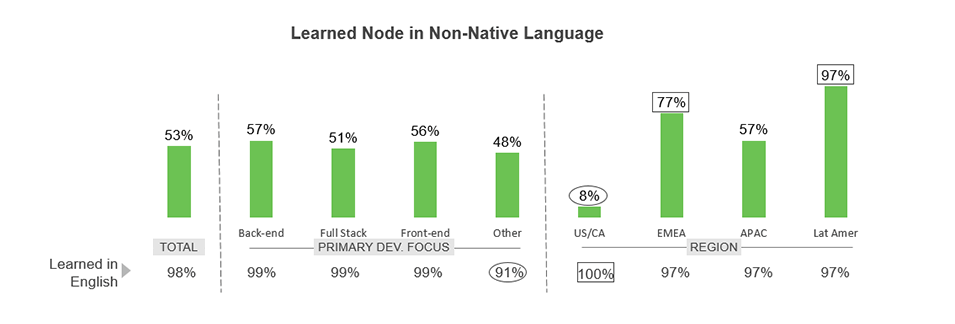 Learned Node in Non-Native Language
53%
57%
51%
56%
48%
8%
77%
57%
97%
Back-end
Full Stack
Front-end
Other
US/CA
EMEA
APAC
Lat Amer
TOTAL
PRIMARY DEV. FOCUS
REGION
Learned in
English
98%
99%
99%
99%
91%
100%
97%
97%
97%